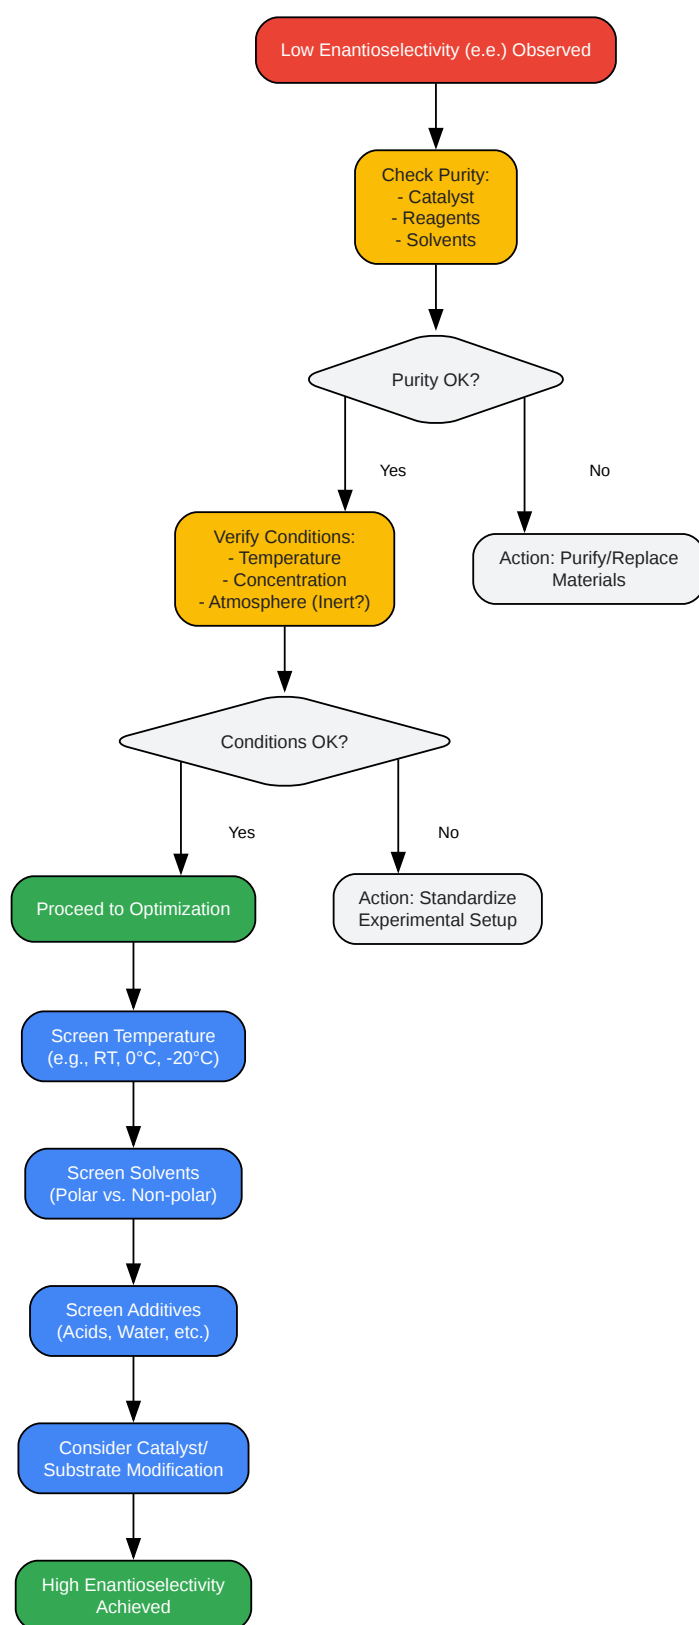 Low Enantioselectivity (e.e.) Observed
Check Purity:
- Catalyst
- Reagents
- Solvents
Purity OK?
Yes
No
Verify Conditions:
- Temperature
- Concentration
- Atmosphere (Inert?)
Action: Purify/Replace
Materials
Conditions OK?
Yes
No
Proceed to Optimization
Action: Standardize
Experimental Setup
Screen Temperature
(e.g., RT, 0°C, -20°C)
Screen Solvents
(Polar vs. Non-polar)
Screen Additives
(Acids, Water, etc.)
Consider Catalyst/
Substrate Modification
High Enantioselectivity
Achieved